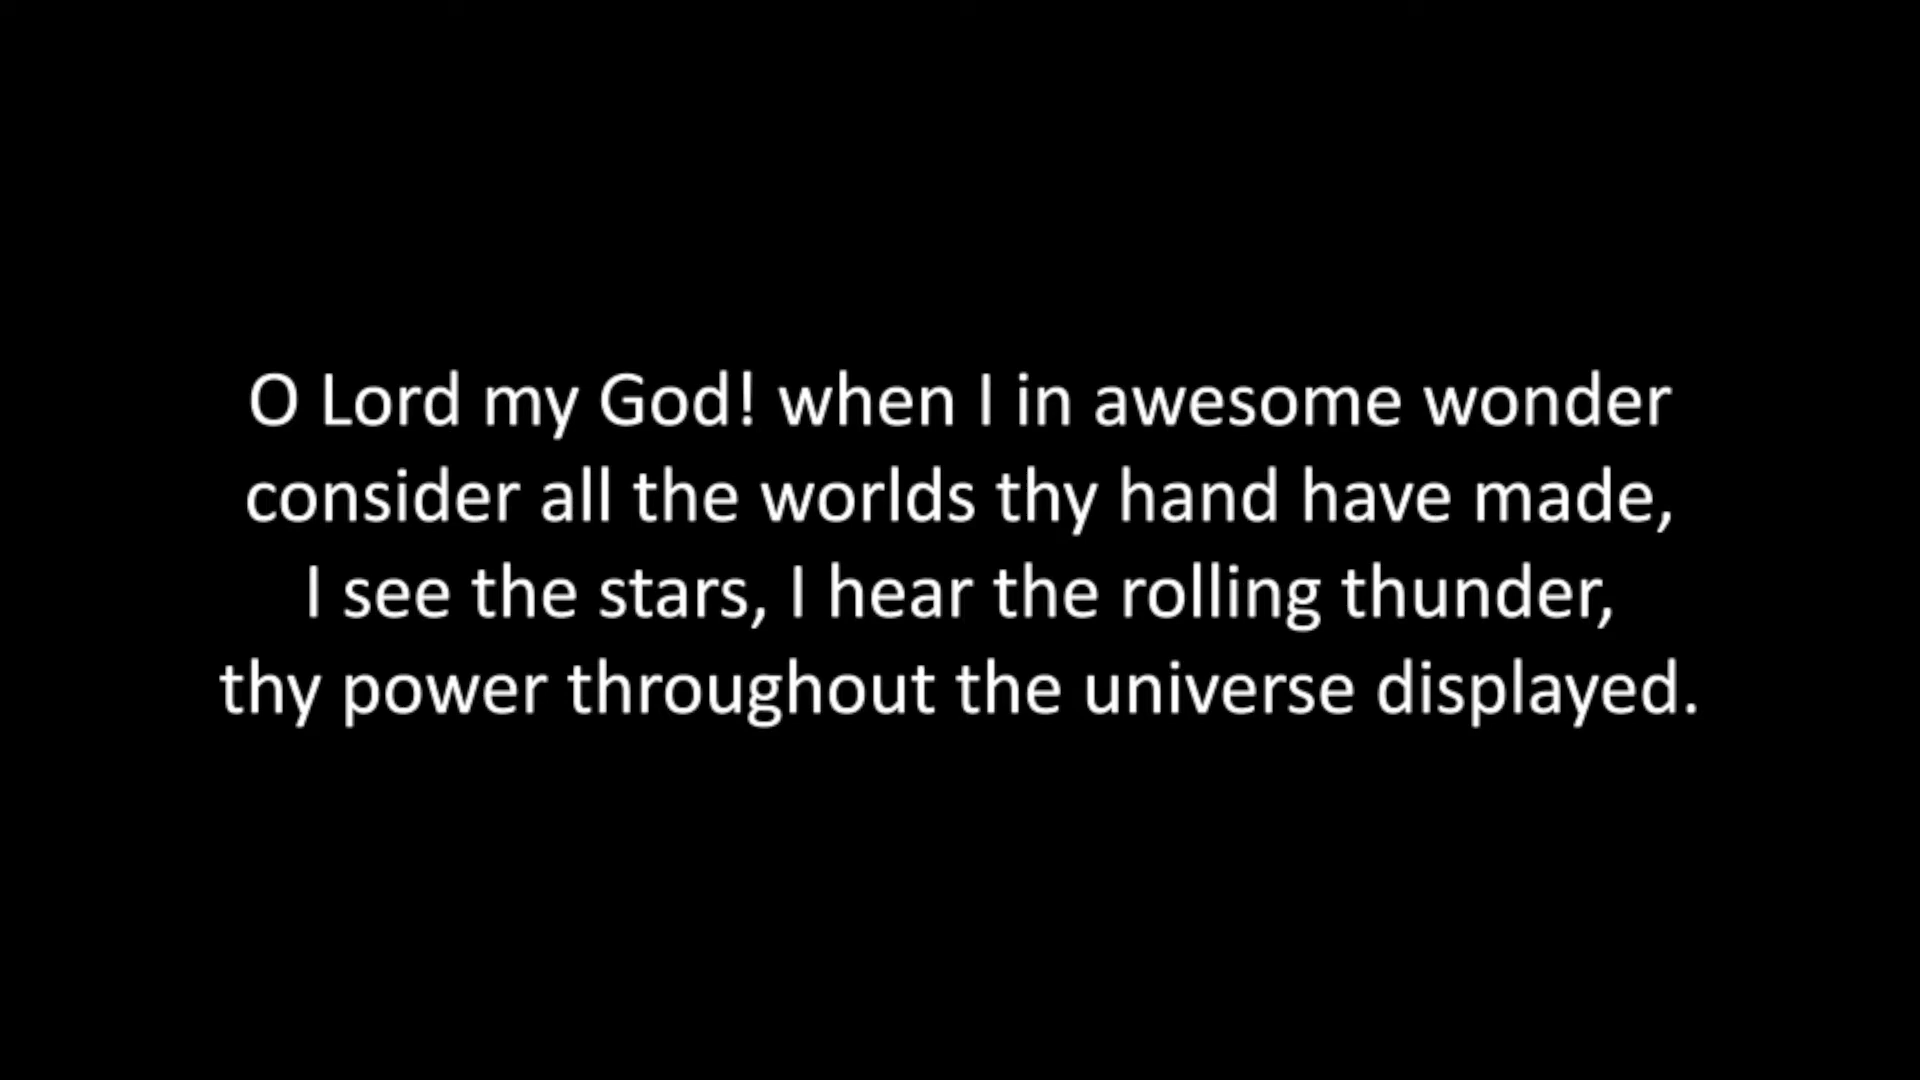 O Lord my God! when I in awesome wonder
consider all the worlds thy hand have made,
I see the stars, I hear the rolling thunder,
thy power throughout the universe displayed.